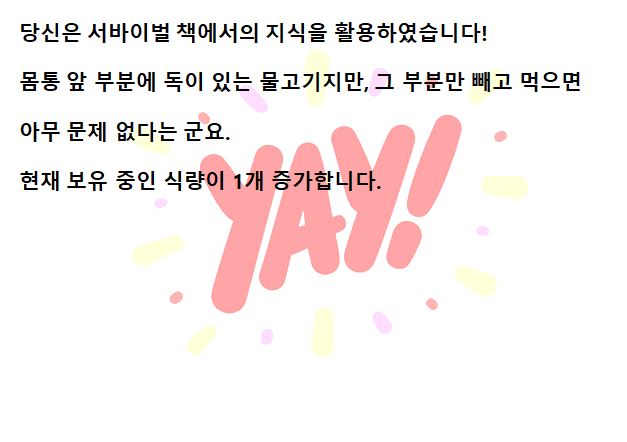 당신은 서바이벌 책에서의 지식을 활용하였습니다!
몸통 앞 부분에 독이 있는 물고기지만, 그 부분만 빼고 먹으면
아무 문제 없다는 군요.
현재 보유 중인 식량이 1개 증가합니다.
YAY!